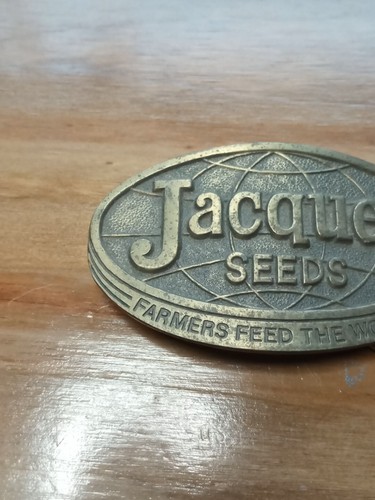 Jacque
SEEDS
FARMERS FEED THE WO